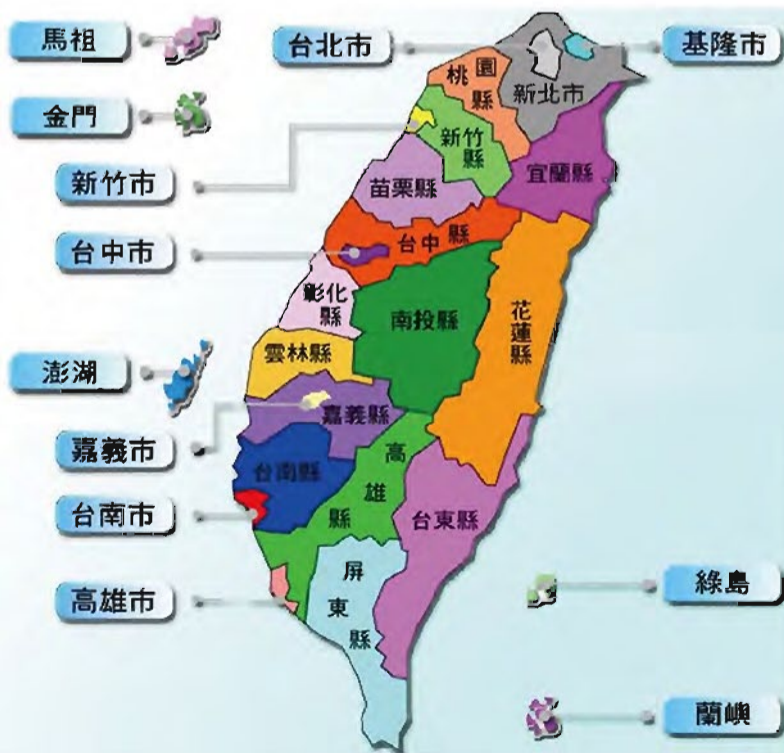 馬祖
台北市
基隆市
桃園縣
新北市
金門
新竹縣
新竹市
宜蘭縣
苗栗縣
台中縣
台中市
彰化縣
南投縣
花蓮縣
雲林縣
澎湖
嘉義縣
嘉義市
高雄縣
台南縣
台南市
台東縣
屏東縣
綠島
高雄市
蘭嶼